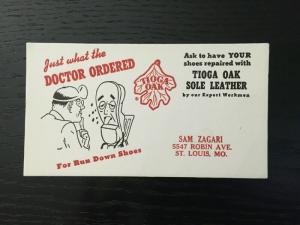 Just what the
DOCTOR ORDERED
For Run Down Shoes
TIOGA
OAK
Ask to have YOUR
shoes repaired with
TIOGA OAK
SOLE LEATHER
by our Expert Workmen
SAM ZAGARI
5547 ROBIN AVE.
ST. LOUIS, MO.